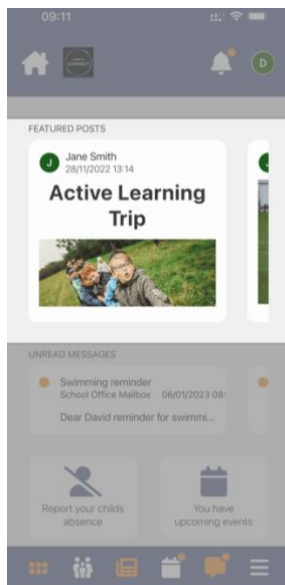 09:11
D
FEATURED POSTS
J
Jane Smith
28/11/2022 13:14
Active Learning
Trip
UNREAD MESSAGES
Swimming reminder
School Office Mailbox 06/01/2023 08:
Dear David reminder for swimmi...
Report your childs
absence
You have
upcoming events